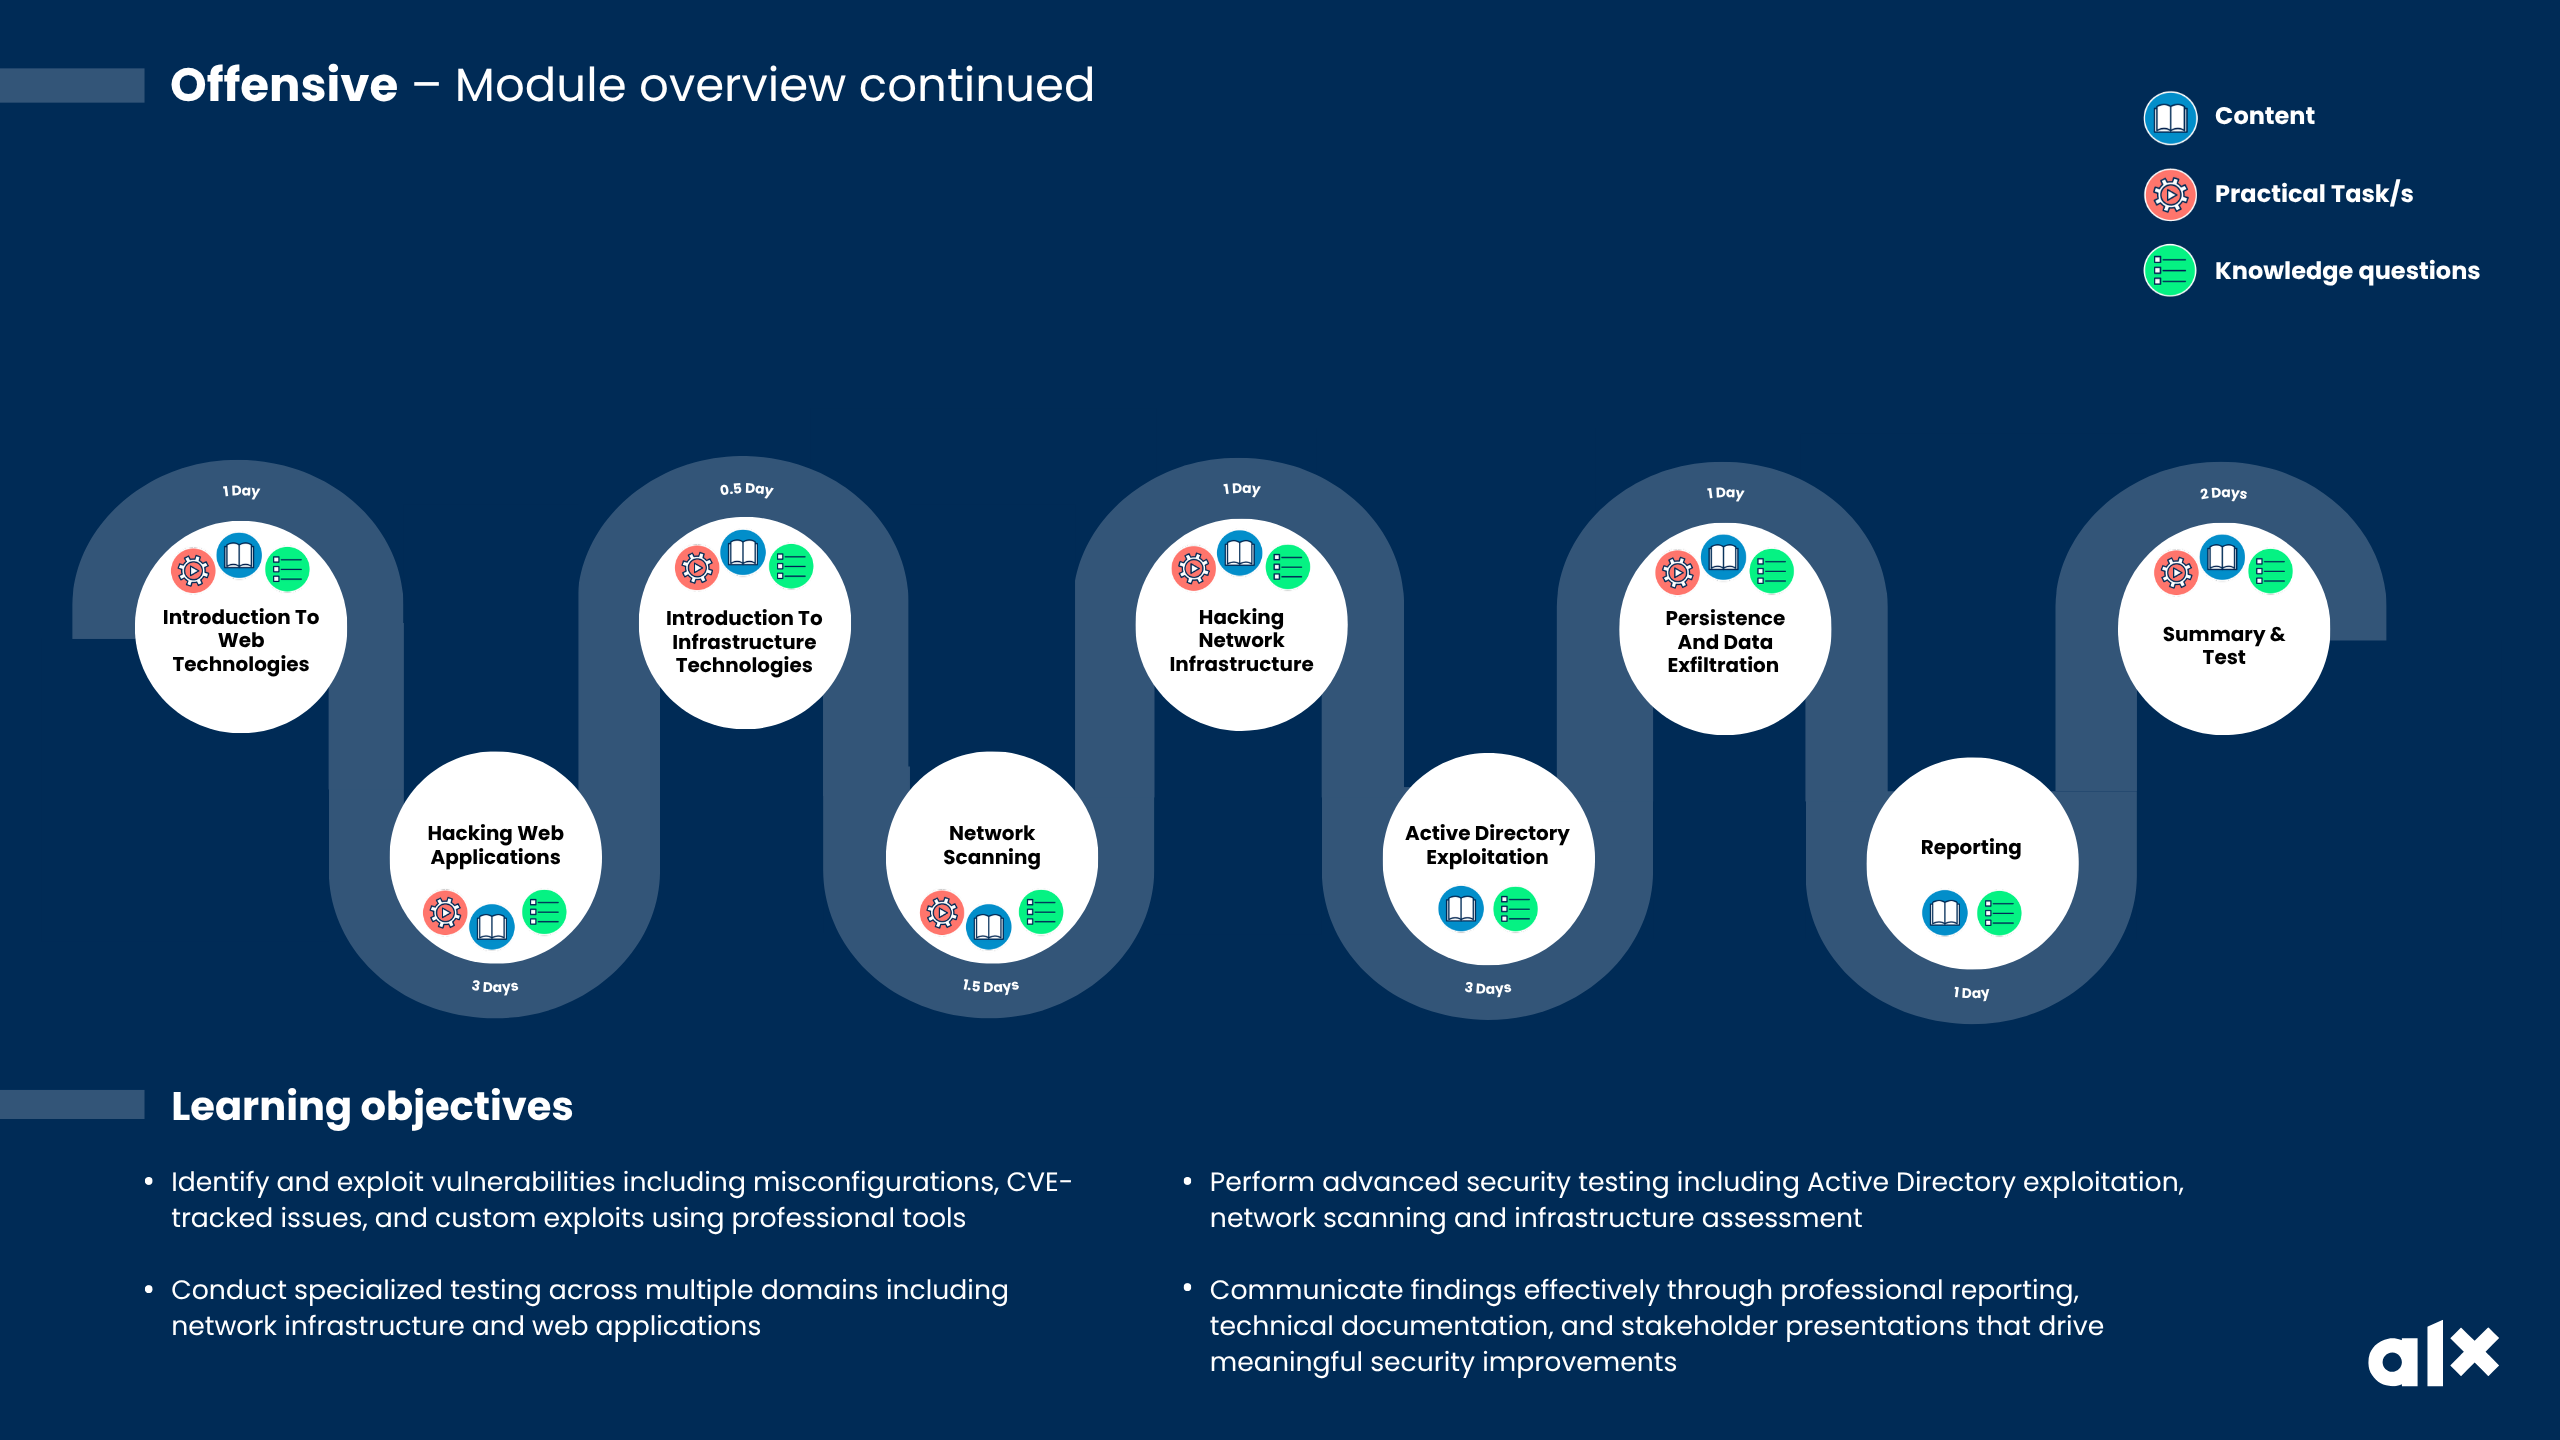 Offensive – Module overview continued
Content
Practical Task/s
Knowledge questions
1 Day
Introduction To
Web
Technologies
Hacking Web
Applications
3 Days
0.5 Day
Introduction To
Infrastructure
Technologies
Network
Scanning
1.5 Days
1 Day
Hacking
Network
Infrastructure
Active Directory
Exploitation
3 Days
1 Day
Persistence
And Data
Exfiltration
Reporting
1 Day
2 Days
Summary &
Test
Learning objectives
• Identify and exploit vulnerabilities including misconfigurations, CVE-
tracked issues, and custom exploits using professional tools
• Conduct specialized testing across multiple domains including
network infrastructure and web applications
• Perform advanced security testing including Active Directory exploitation,
network scanning and infrastructure assessment
• Communicate findings effectively through professional reporting,
technical documentation, and stakeholder presentations that drive
meaningful security improvements
alx